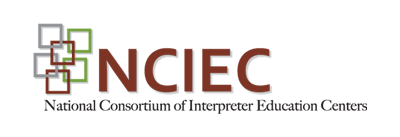 NCIEC
National Consortium of Interpreter Education Centers